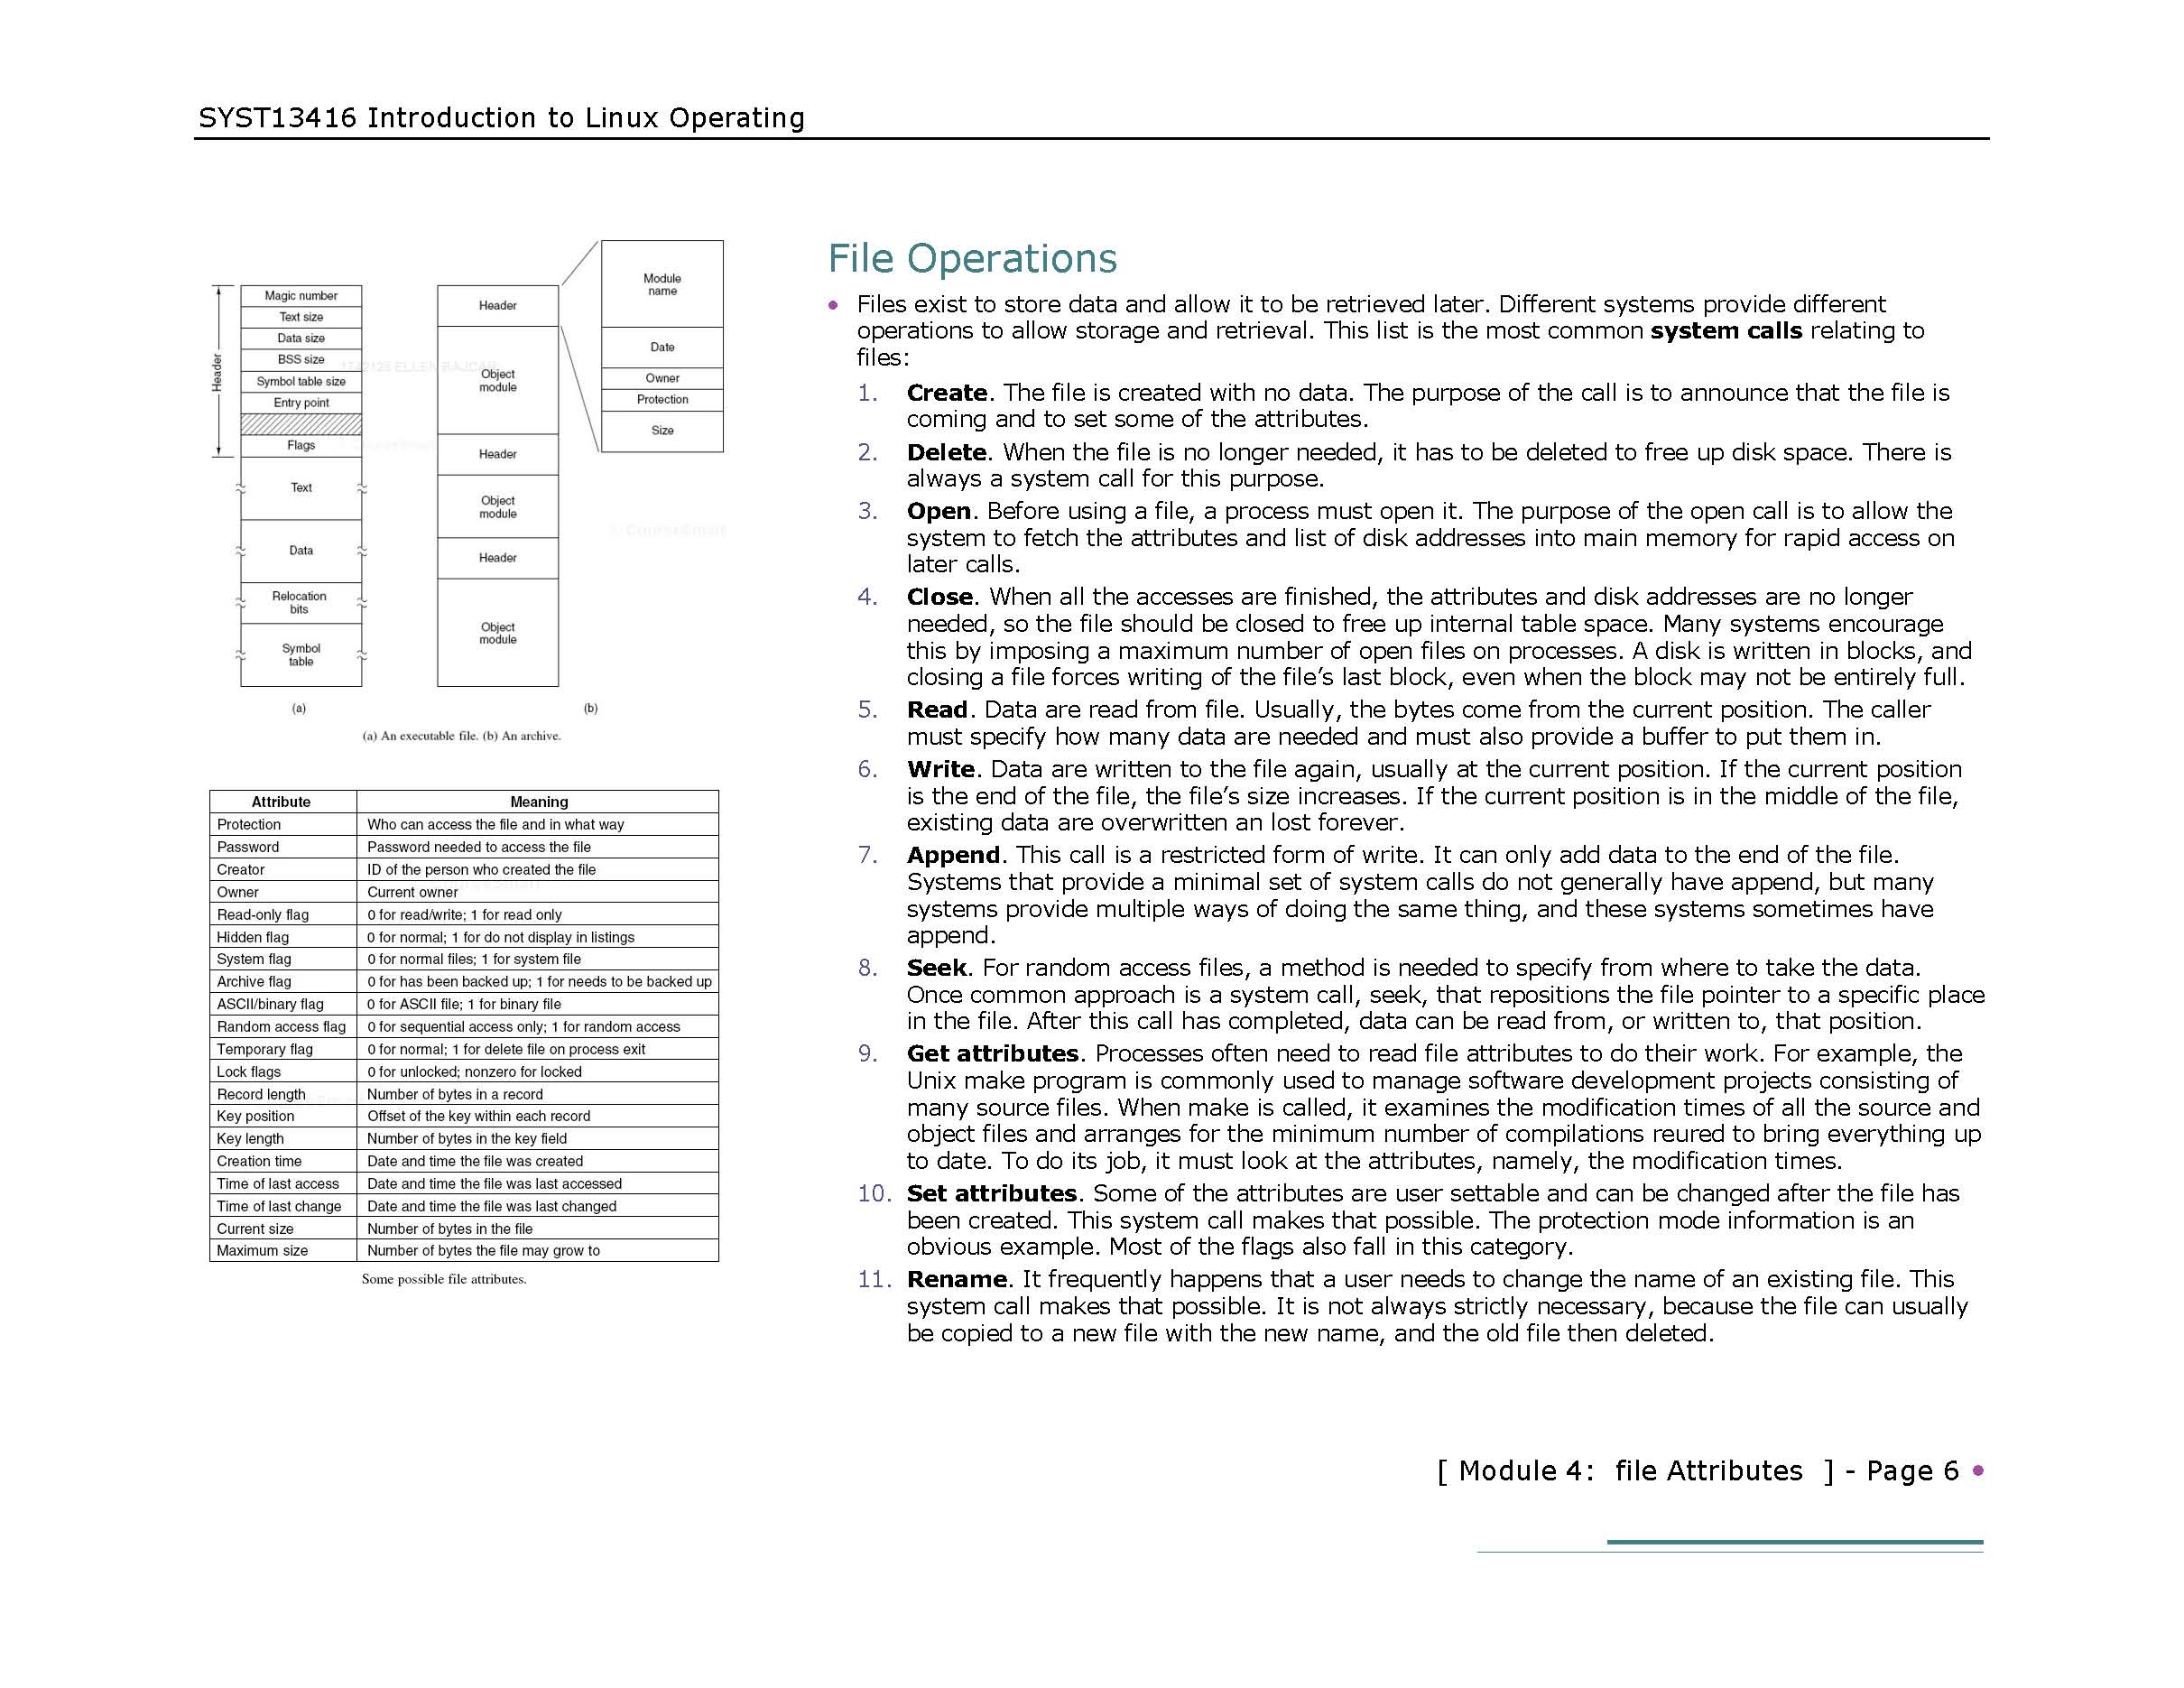 SYST13416 Introduction to Linux Operating
Header
Magic number
Text size
Data size
BSS size
Symbol table size
Entry point
Flags
Text
Data
Relocation
bits
Symbol
table
(a)
Header
Object
module
Header
Object
module
Header
Object
module
Module
name
Date
Owner
Protection
Size
(b)
(a) An executable file. (b) An archive.
Attribute Meaning
Protection Who can access the file and in what way
Password Password needed to access the file
Creator ID of the person who created the file
Owner Current owner
Read-only flag 0 for read/write; 1 for read only
Hidden flag 0 for normal; 1 for do not display in listings
System flag 0 for normal files; 1 for system file
Archive flag 0 for has been backed up; 1 for needs to be backed up
ASCII/binary flag 0 for ASCII file; 1 for binary file
Random access flag 0 for sequential access only; 1 for random access
Temporary flag 0 for normal; 1 for delete file on process exit
Lock flags 0 for unlocked; nonzero for locked
Record length Number of bytes in a record
Key position Offset of the key within each record
Key length Number of bytes in the key field
Creation time Date and time the file was created
Time of last access Date and time the file was last accessed
Time of last change Date and time the file was last changed
Current size Number of bytes in the file
Maximum size Number of bytes the file may grow to
Some possible file attributes.
File Operations
• Files exist to store data and allow it to be retrieved later. Different systems provide different
operations to allow storage and retrieval. This list is the most common system calls relating to
files:
1. Create. The file is created with no data. The purpose of the call is to announce that the file is
coming and to set some of the attributes.
2. Delete. When the file is no longer needed, it has to be deleted to free up disk space. There is
always a system call for this purpose.
3. Open. Before using a file, a process must open it. The purpose of the open call is to allow the
system to fetch the attributes and list of disk addresses into main memory for rapid access on
later calls.
4. Close. When all the accesses are finished, the attributes and disk addresses are no longer
needed, so the file should be closed to free up internal table space. Many systems encourage
this by imposing a maximum number of open files on processes. A disk is written in blocks, and
closing a file forces writing of the file’s last block, even when the block may not be entirely full.
5. Read. Data are read from file. Usually, the bytes come from the current position. The caller
must specify how many data are needed and must also provide a buffer to put them in.
6. Write. Data are written to the file again, usually at the current position. If the current position
is the end of the file, the file’s size increases. If the current position is in the middle of the file,
existing data are overwritten an lost forever.
7. Append. This call is a restricted form of write. It can only add data to the end of the file.
Systems that provide a minimal set of system calls do not generally have append, but many
systems provide multiple ways of doing the same thing, and these systems sometimes have
append.
8. Seek. For random access files, a method is needed to specify from where to take the data.
Once common approach is a system call, seek, that repositions the file pointer to a specific place
in the file. After this call has completed, data can be read from, or written to, that position.
9. Get attributes. Processes often need to read file attributes to do their work. For example, the
Unix make program is commonly used to manage software development projects consisting of
many source files. When make is called, it examines the modification times of all the source and
object files and arranges for the minimum number of compilations reured to bring everything up
to date. To do its job, it must look at the attributes, namely, the modification times.
10. Set attributes. Some of the attributes are user settable and can be changed after the file has
been created. This system call makes that possible. The protection mode information is an
obvious example. Most of the flags also fall in this category.
11. Rename. It frequently happens that a user needs to change the name of an existing file. This
system call makes that possible. It is not always strictly necessary, because the file can usually
be copied to a new file with the new name, and the old file then deleted.
[ Module 4: file Attributes ] - Page 6 •